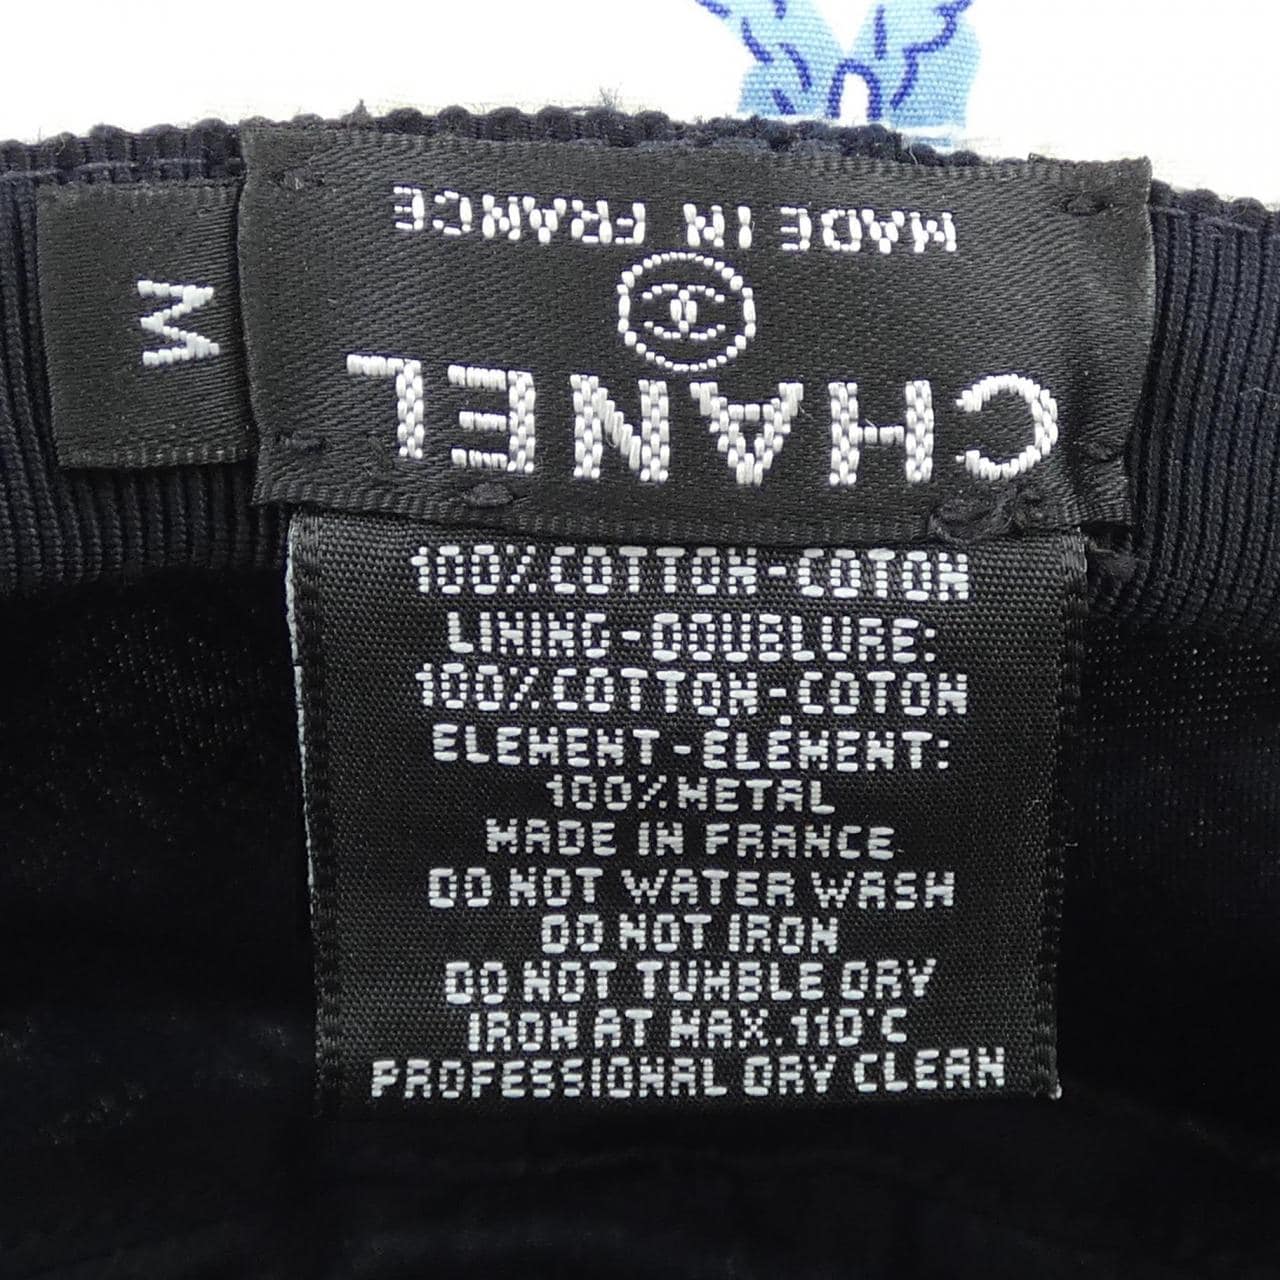 MADE IN FRANCE
CHANEL
M
100% COTTON - COTON
LINING - DOUBLURE:
100% COTTON - COTON
ELEMENT - ÉLÉMENT:
100% METAL
MADE IN FRANCE
DO NOT WATER WASH
DO NOT IRON
DO NOT TUMBLE DRY
IRON AT MAX. 110°C
PROFESSIONAL DRY CLEAN